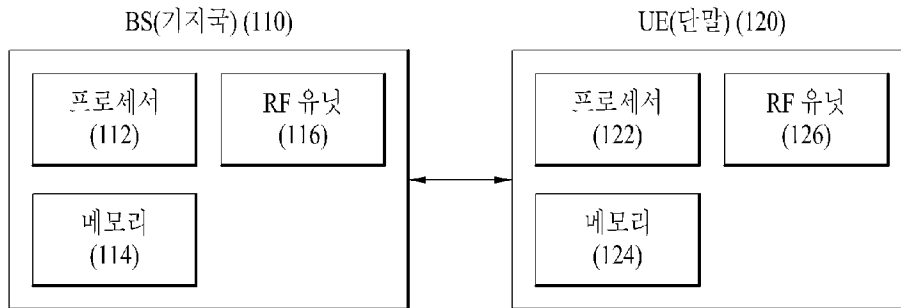 BS(기지국) (110)
UE(단말) (120)
프로세서
(112)
RF 유닛
(116)
메모리
(114)
프로세서
(122)
RF 유닛
(126)
메모리
(124)